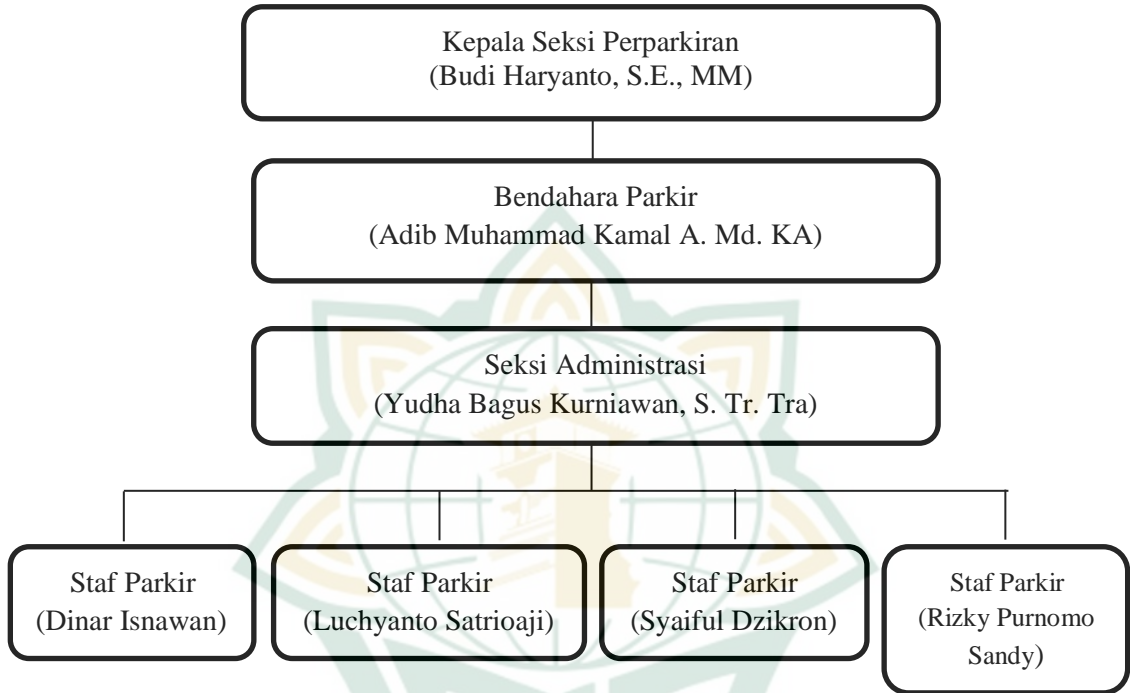 Kepala Seksi Perparkiran
(Budi Haryanto, S.E., MM)
Bendahara Parkir
(Adib Muhammad Kamal A. Md. KA)
Seksi Administrasi
(Yudha Bagus Kurniawan, S. Tr. Tra)
Staf Parkir
(Dinar Isnawan)
Staf Parkir
(Luchyanto Satrioaji)
Staf Parkir
(Syaiful Dzikron)
Staf Parkir
(Rizky Purnomo
Sandy)